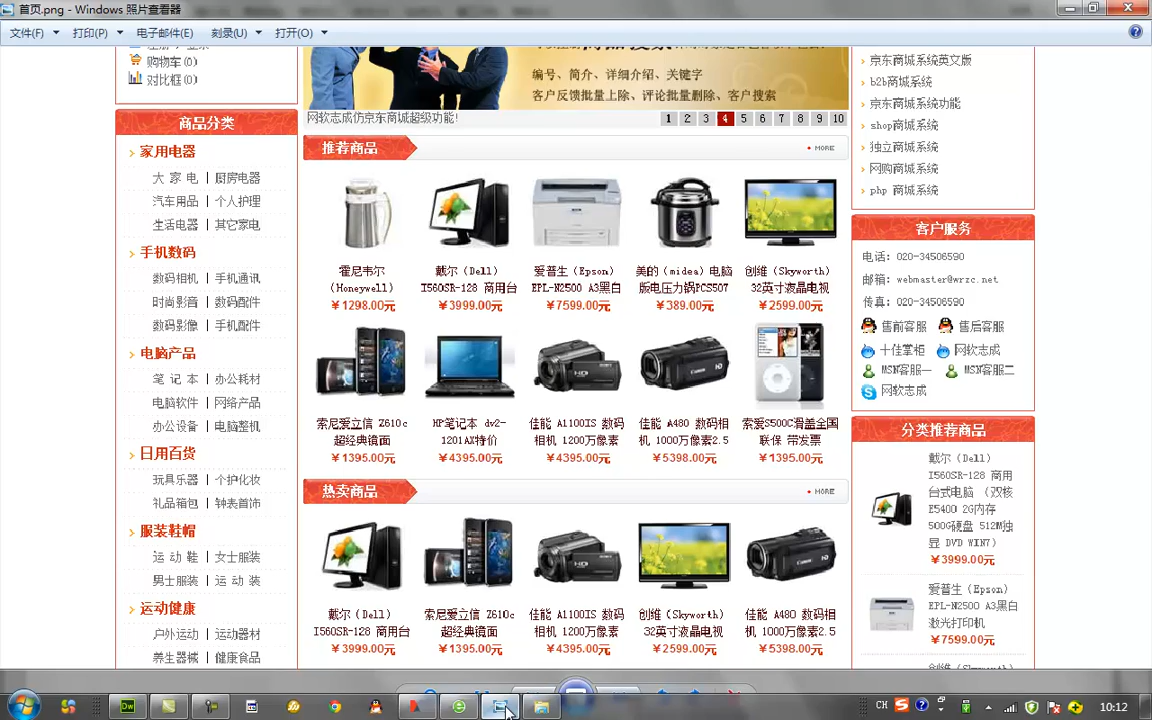 首页.png - Windows 照片查看器
文件(F) 打印(P) 电子邮件(E) 刻录(U) 打开(O)
购物车(0)
对比框(0)
商品分类
家用电器
大 家 电 | 厨房电器
汽车用品 | 个人护理
生活电器 | 其它家电
手机数码
数码相机 | 手机通讯
时尚影音 | 数码配件
数码影像 | 手机配件
电脑产品
笔 记 本 | 办公耗材
电脑软件 | 网络产品
办公设备 | 电脑整机
日用百货
玩具乐器 | 个护化妆
礼品箱包 | 钟表首饰
服装鞋帽
运 动 鞋 | 女士服装
男士服装 | 运 动 装
运动健康
户外运动 | 运动器材
养生器械 | 健康食品
编号、简介、详细介绍、关键字
客户反馈批量上除、评论批量删除、客户搜索
网软志成仿京东商城超级功能!
1 2 3 4 5 6 7 8 9 10
推荐商品
MORE
霍尼韦尔
(Honeywell)
￥1298.00元
戴尔（Dell）
I560SR-128 商用台
￥3999.00元
爱普生（Epson）
EPL-N2500 A3黑白
￥7599.00元
美的（midea）电脑
版电压力锅PCS507
￥389.00元
创维（Skyworth）
32英寸液晶电视
￥2599.00元
索尼爱立信 Z610c
超经典镜面
￥1395.00元
HP笔记本 dv2-
1201AX特价
￥4395.00元
佳能 A1100IS 数码
相机 1200万像素
￥4395.00元
佳能 A480 数码相
机 1000万像素2.5
￥5398.00元
索爱S500C滑盖全国
联保 带发票
￥1395.00元
热卖商品
MORE
戴尔（Dell）
I560SR-128 商用台
￥3999.00元
索尼爱立信 Z610c
超经典镜面
￥1395.00元
佳能 A1100IS 数码
相机 1200万像素
￥4395.00元
创维（Skyworth）
32英寸液晶电视
￥2599.00元
佳能 A480 数码相
机 1000万像素2.5
￥5398.00元
京东商城系统英文版
b2b商城系统
京东商城系统功能
shop商城系统
独立商城系统
网购商城系统
php 商城系统
客户服务
电话: 020-34506590
邮箱: webmaster@wrzc.net
传真: 020-34506590
售前客服 售后客服
十佳掌柜 网软志成
MSN客服一 MSN客服二
网软志成
分类推荐商品
戴尔（Dell）
I560SR-128 商用
台式电脑 （双核
E5400 2G内存
500G硬盘 512M独
显 DVD WIN7）
￥3999.00元
爱普生（Epson）
EPL-N2500 A3黑白
激光打印机
￥7599.00元
创维（Skyworth）
Dw
CH
10:12